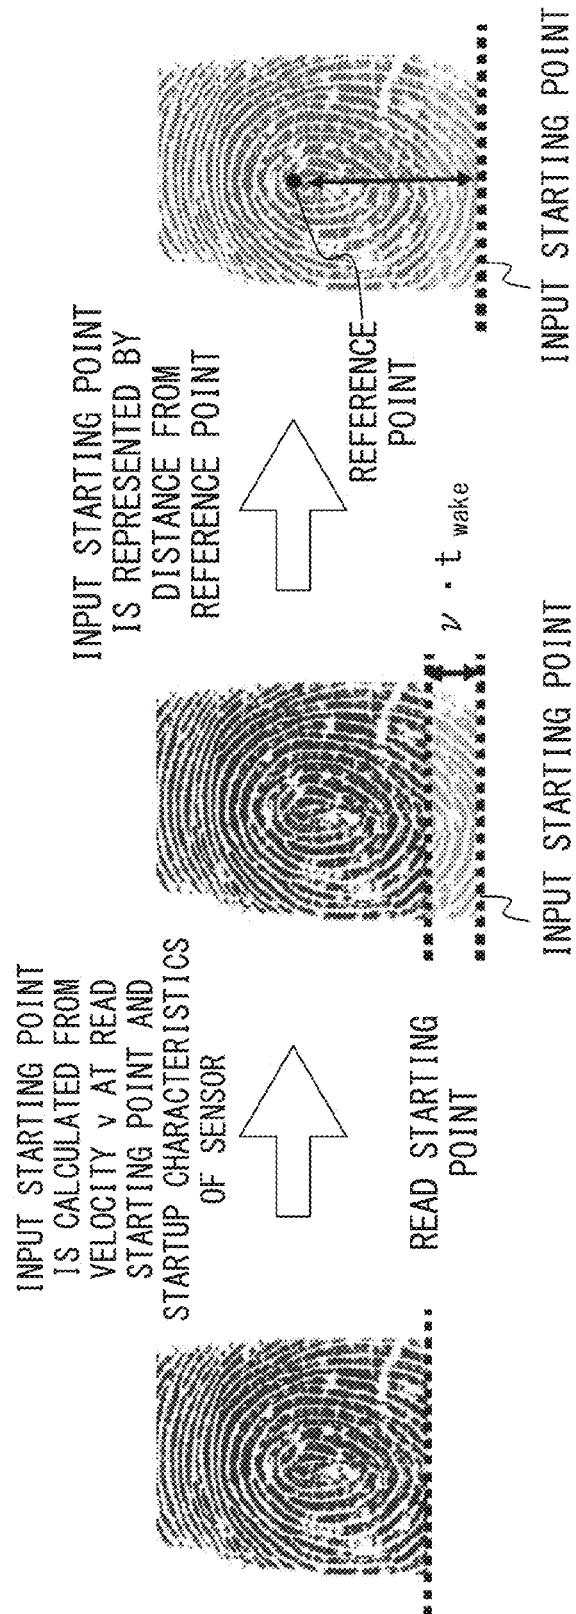 INPUT STARTING POINT
IS CALCULATED FROM
VELOCITY v AT READ
STARTING POINT AND
STARTUP CHARACTERISTICS
OF SENSOR
READ STARTING
POINT
INPUT STARTING POINT
IS REPRESENTED BY
DISTANCE FROM
REFERENCE POINT
ν · t wake
INPUT STARTING POINT
REFERENCE
POINT
INPUT STARTING POINT